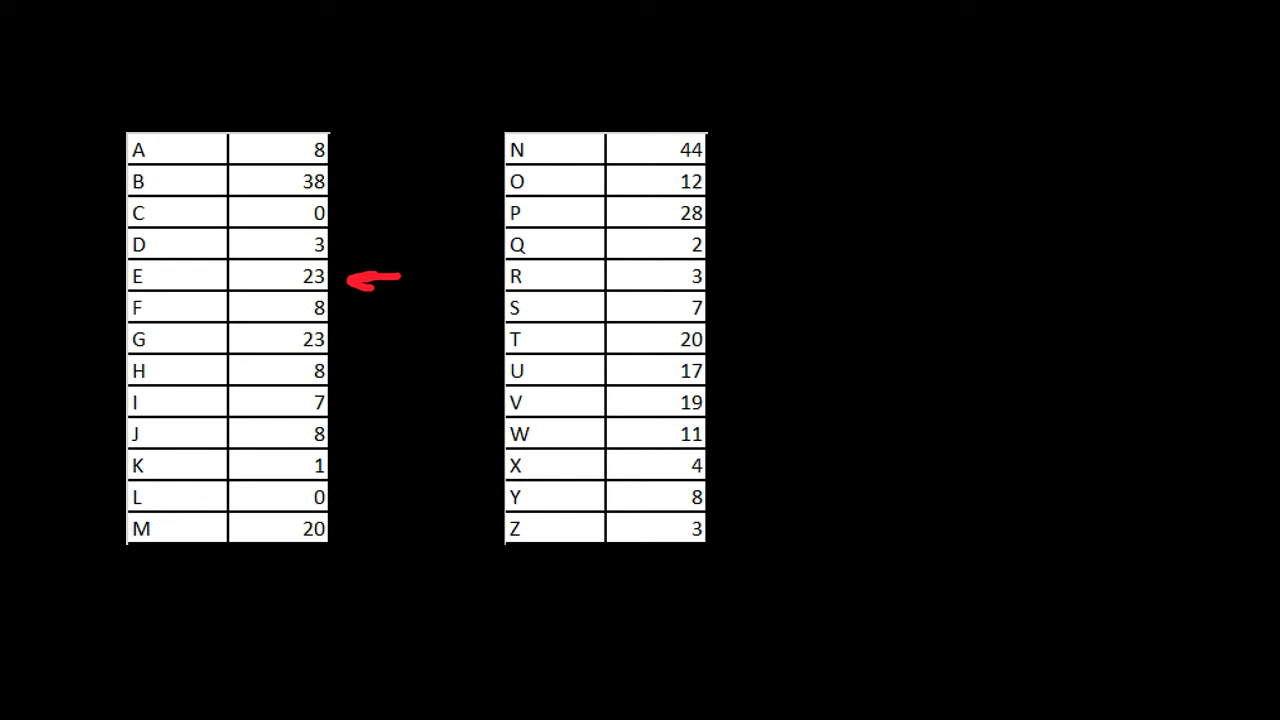 A 8
B 38
C 0
D 3
E 23
F 8
G 23
H 8
I 7
J 8
K 1
L 0
M 20
N 44
O 12
P 28
Q 2
R 3
S 7
T 20
U 17
V 19
W 11
X 4
Y 8
Z 3